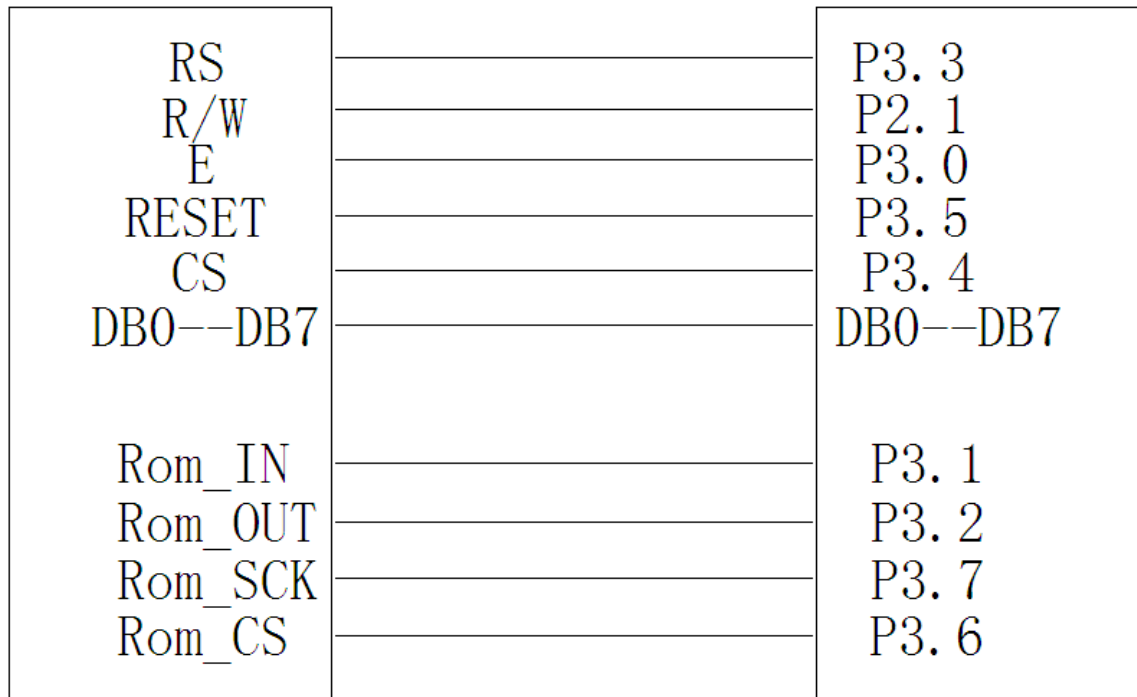 RS P3.3
R/W P2.1
E P3.0
RESET P3.5
CS P3.4
DB0--DB7 DB0--DB7
Rom_IN P3.1
Rom_OUT P3.2
Rom_SCK P3.7
Rom_CS P3.6